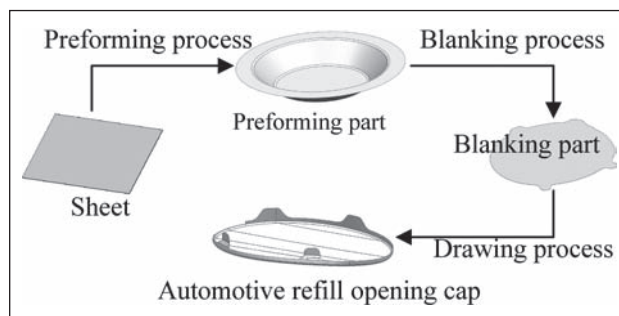 Preforming process
Blanking process
Preforming part
Blanking part
Sheet
Drawing process
Automotive refill opening cap